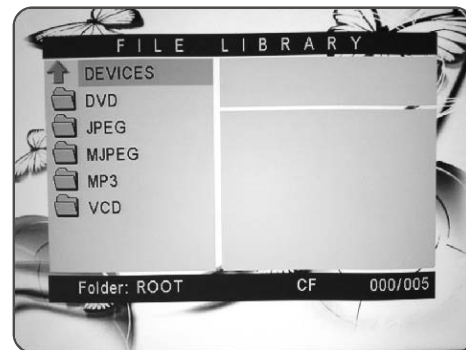 FILE LIBRARY
DEVICES
DVD
JPEG
MJPEG
MP3
VCD
Folder: ROOT CF 000/005